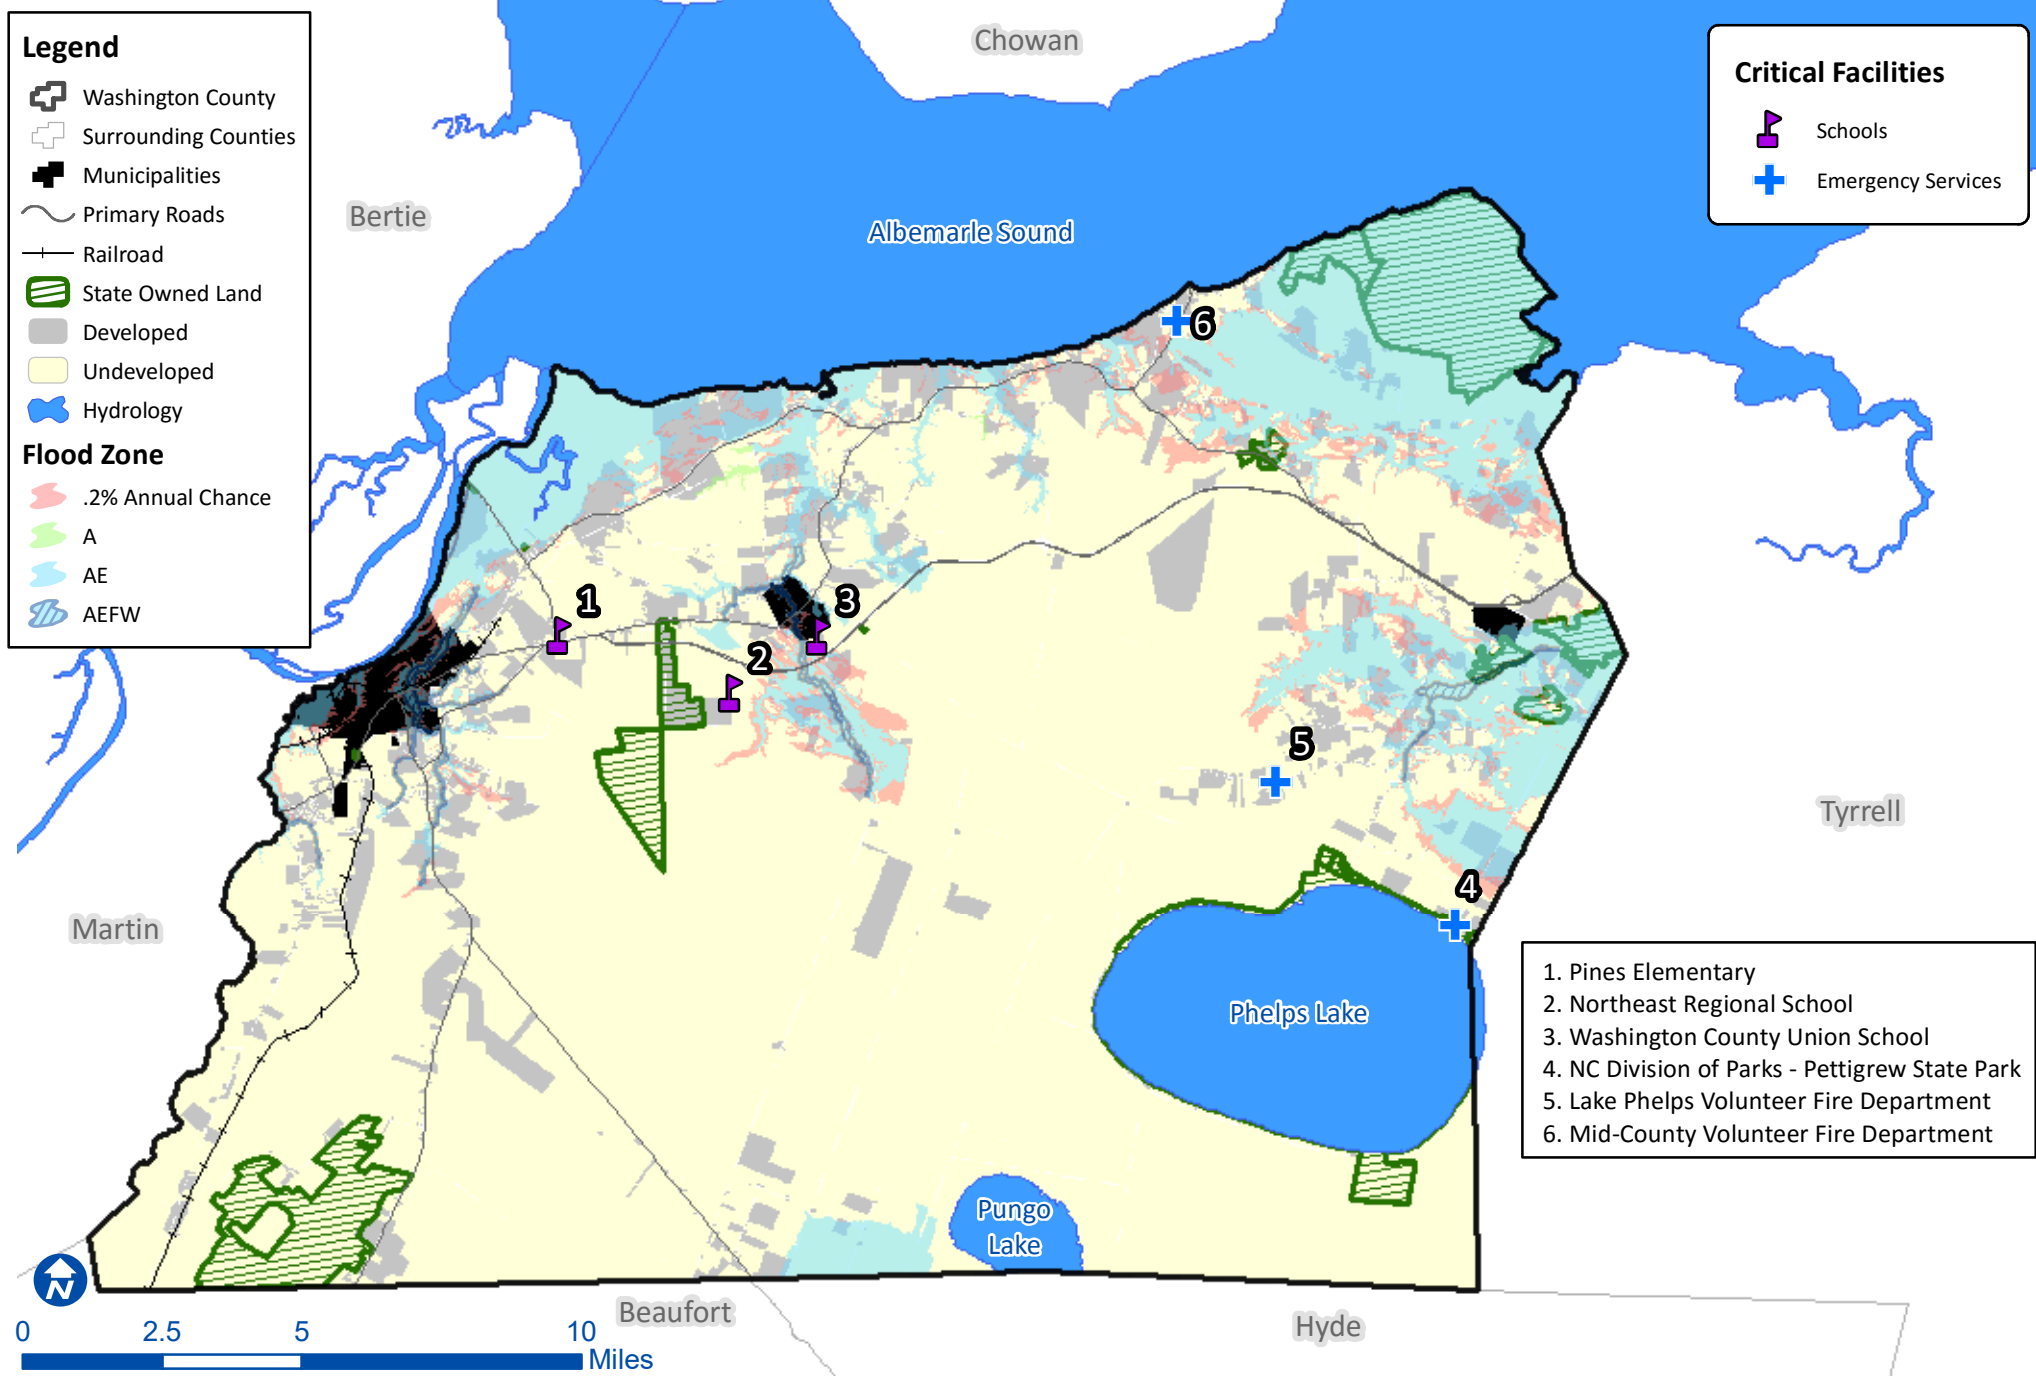 Legend
Washington County
Surrounding Counties
Municipalities
Primary Roads
Railroad
State Owned Land
Developed
Undeveloped
Hydrology
Flood Zone
.2% Annual Chance
A
AE
AEFW
Chowan
Bertie
Albemarle Sound
Critical Facilities
Schools
Emergency Services
6
1
3
2
5
4
Tyrrell
Martin
Phelps Lake
Pungo
Lake
1. Pines Elementary
2. Northeast Regional School
3. Washington County Union School
4. NC Division of Parks - Pettigrew State Park
5. Lake Phelps Volunteer Fire Department
6. Mid-County Volunteer Fire Department
N
Beaufort
Hyde
0 2.5 5 10
Miles